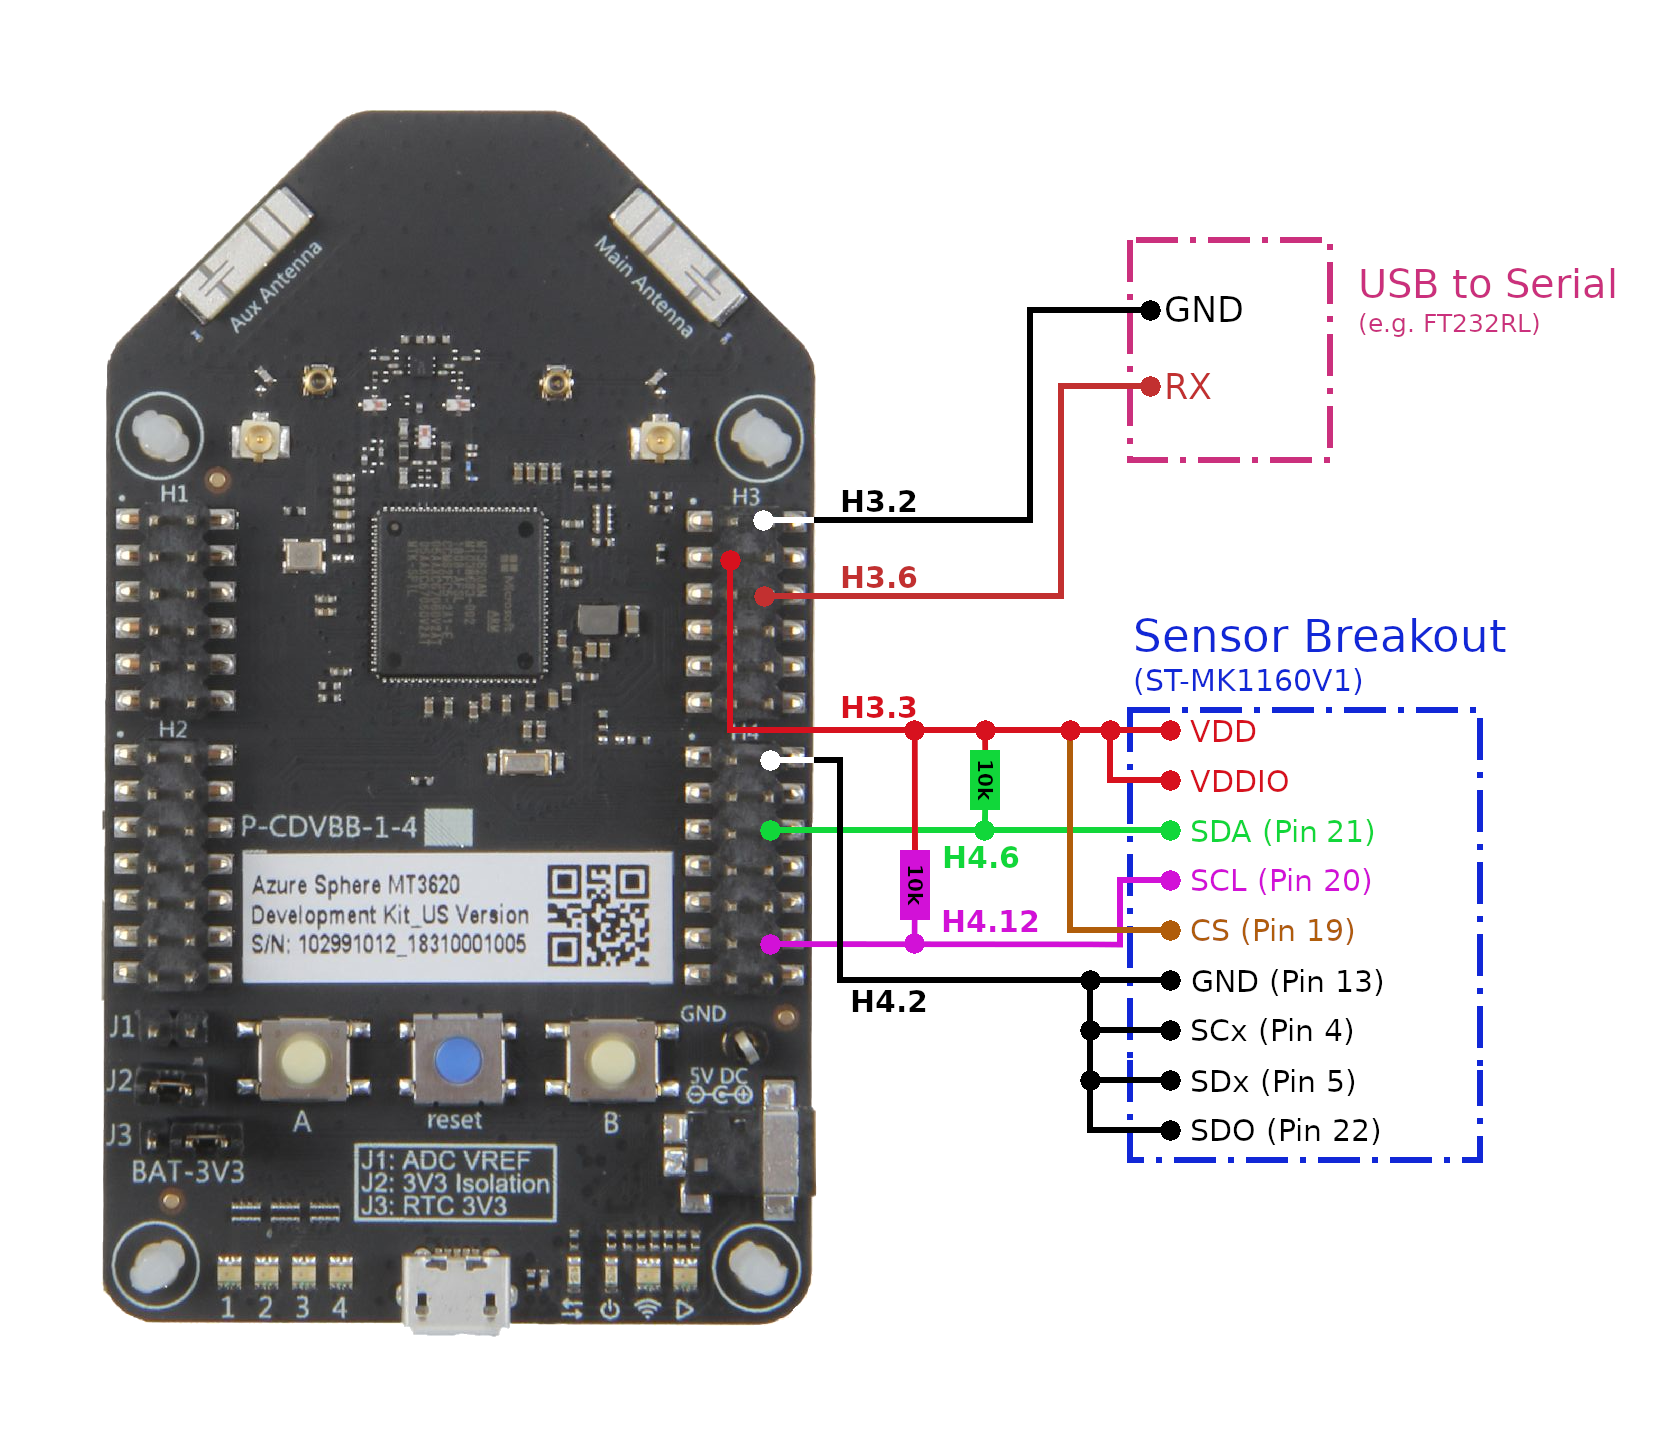 Aux Antenna
Main Antenna
USB to Serial
(e.g. FT232RL)
GND
RX
H1
H3
H3.2
H3.6
Microsoft
ARM
Sensor Breakout
(ST-MK1160V1)
H3.3
H2
H4
VDD
VDDIO
10k
SDA (Pin 21)
H4.6
10k
SCL (Pin 20)
H4.12
CS (Pin 19)
GND (Pin 13)
H4.2
SCx (Pin 4)
SDx (Pin 5)
SDO (Pin 22)
P-CDVBB-1-4
Azure Sphere MT3620
Development Kit_US Version
S/N: 102991012_18310001005
GND
J1
J2
J3
5V DC
A
reset
B
BAT-3V3
J1: ADC VREF
J2: 3V3 Isolation
J3: RTC 3V3
1 2 3 4